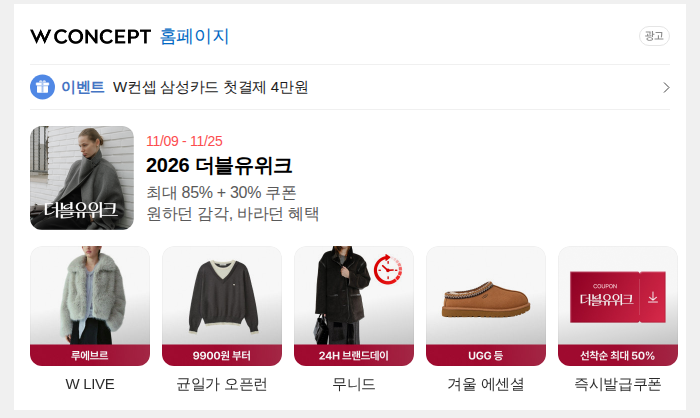 W CONCEPT 홈페이지
광고
이벤트 W컨셉 삼성카드 첫결제 4만원
더블유위크
11/09 - 11/25
2026 더블유위크
최대 85% + 30% 쿠폰
원하던 감각, 바라던 혜택
루에브르
9900원 부터
24H 브랜드데이
UGG 등
COUPON
더블유위크
선착순 최대 50%
W LIVE
균일가 오픈런
무니드
겨울 에센셜
즉시발급쿠폰